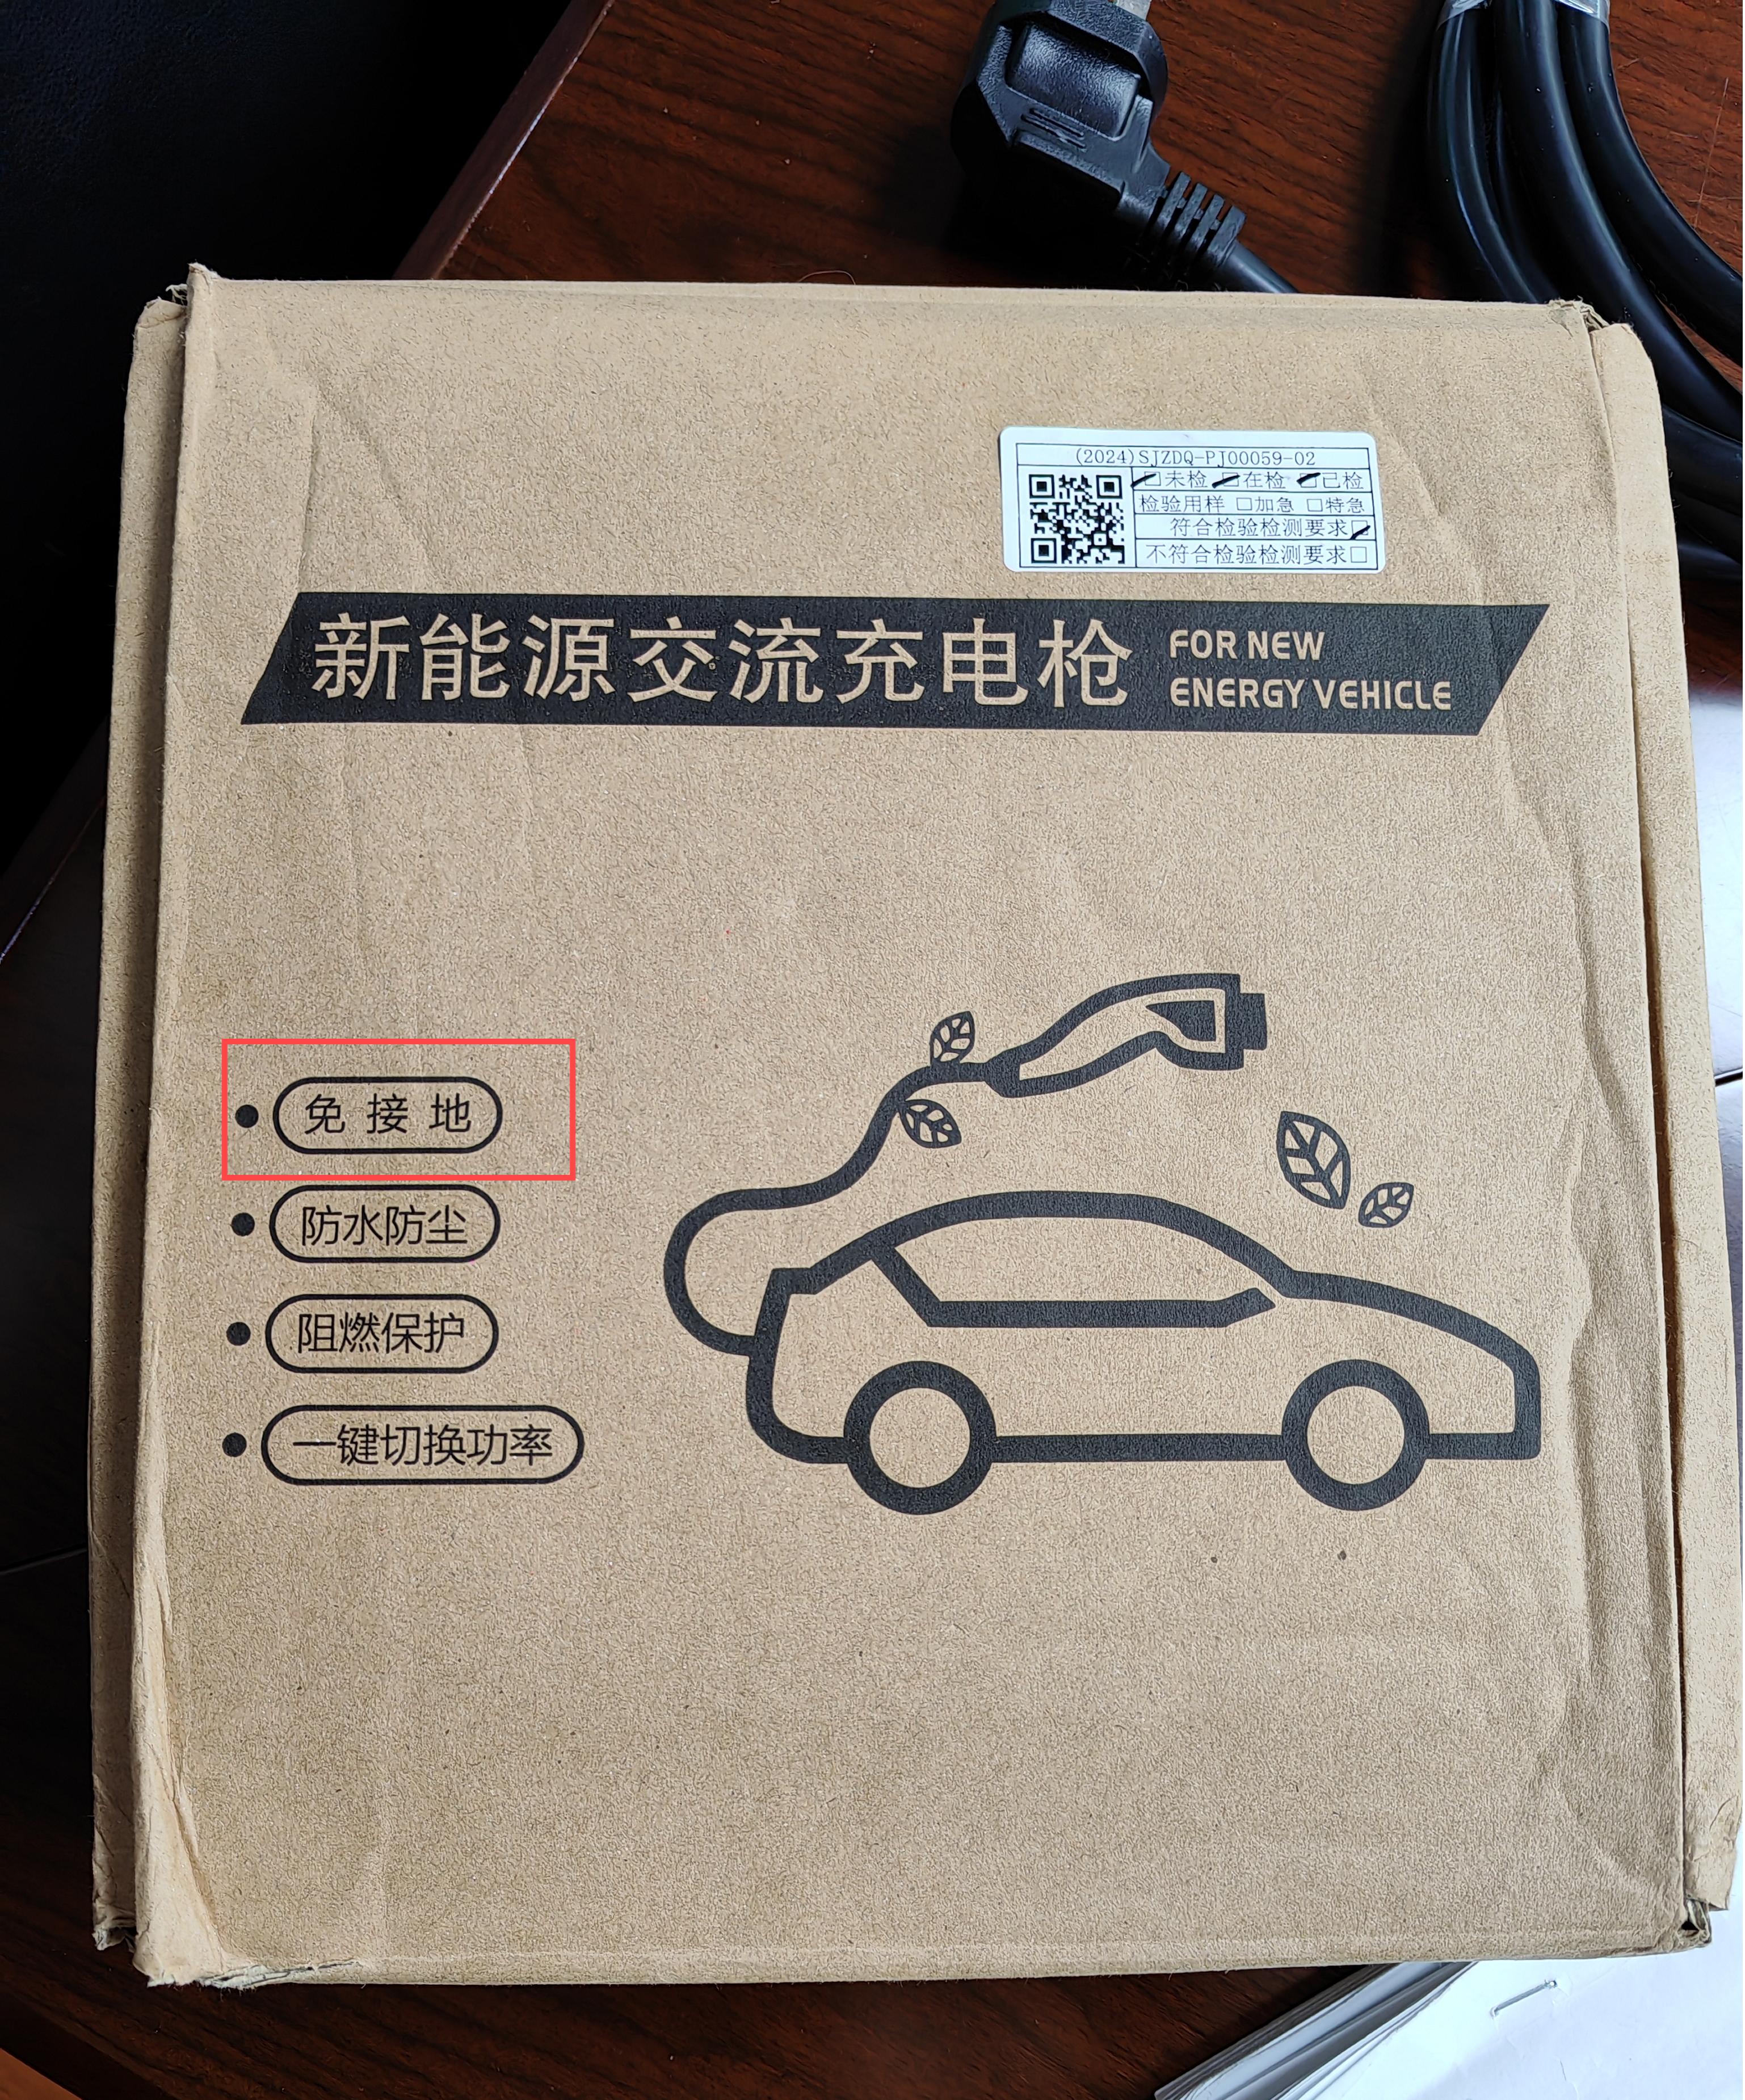 (2024)SJZDQ-PJ00059-02
☑未检 ☑在检 ☑已检
检验用样 □加急 □特急
符合检验检测要求☑
不符合检验检测要求□
新能源交流充电枪
FOR NEW
ENERGY VEHICLE
免接地
防水防尘
阻燃保护
一键切换功率